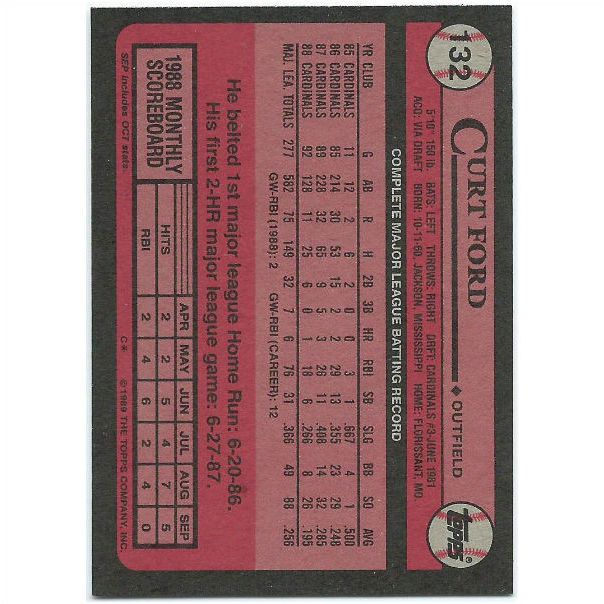 132
CURT FORD
◆ OUTFIELD
TOPPS®
5'10" 150 lb. BATS: LEFT THROWS: RIGHT DRFT: CARDINALS #3-JUNE 1981
ACQ: VIA DRAFT BORN: 10-11-60, JACKSON, MISSISSIPPI HOME: FLORISSANT, MO.
COMPLETE MAJOR LEAGUE BATTING RECORD
YR CLUB G AB R H 2B 3B HR RBI SB SLG BB SO AVG
85 CARDINALS 11 12 2 6 2 0 0 3 1 .667 4 1 .500
86 CARDINALS 85 214 30 53 15 2 2 29 13 .355 23 29 .248
87 CARDINALS 89 228 32 65 9 5 3 26 11 .408 14 32 .285
88 CARDINALS 92 128 11 25 6 0 1 18 6 .266 8 26 .195
MAJ. LEA. TOTALS 277 582 75 149 32 7 6 76 31 .366 49 88 .256
GW-RBI (1988): 2 GW-RBI (CAREER): 12
He belted 1st major league Home Run: 6-20-86.
His first 2-HR major league game: 6-27-87.
1988 MONTHLY
SCOREBOARD
SEP includes OCT stats.
APR MAY JUN JUL AUG SEP
HITS 2 2 5 4 7 5
RBI 2 4 6 2 4 0
C* ©1989 THE TOPPS COMPANY, INC.